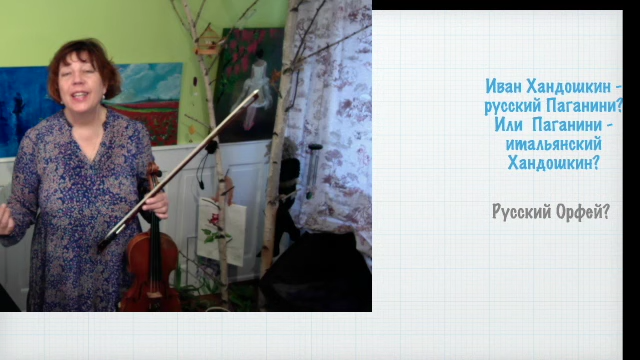 Иван Хандошкин -
русский Паганини?
Или Паганини -
итальянский
Хандошкин?
Русский Орфей?